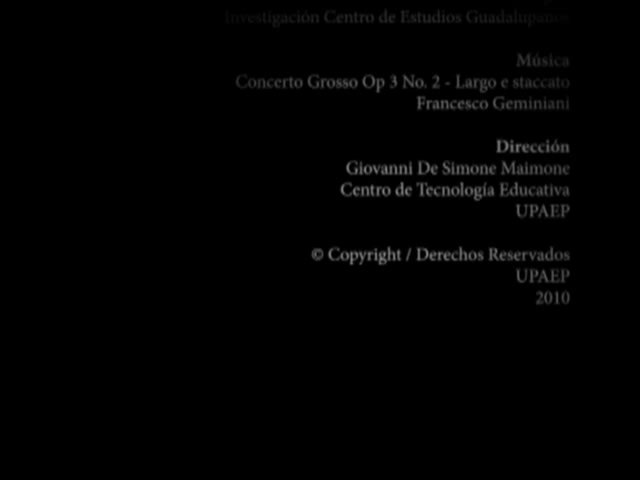 Investigación Centro de Estudios Guadalupanos
Música
Concerto Grosso Op 3 No. 2 - Largo e staccato
Francesco Geminiani
Dirección
Giovanni De Simone Maimone
Centro de Tecnología Educativa
UPAEP
© Copyright / Derechos Reservados
UPAEP
2010